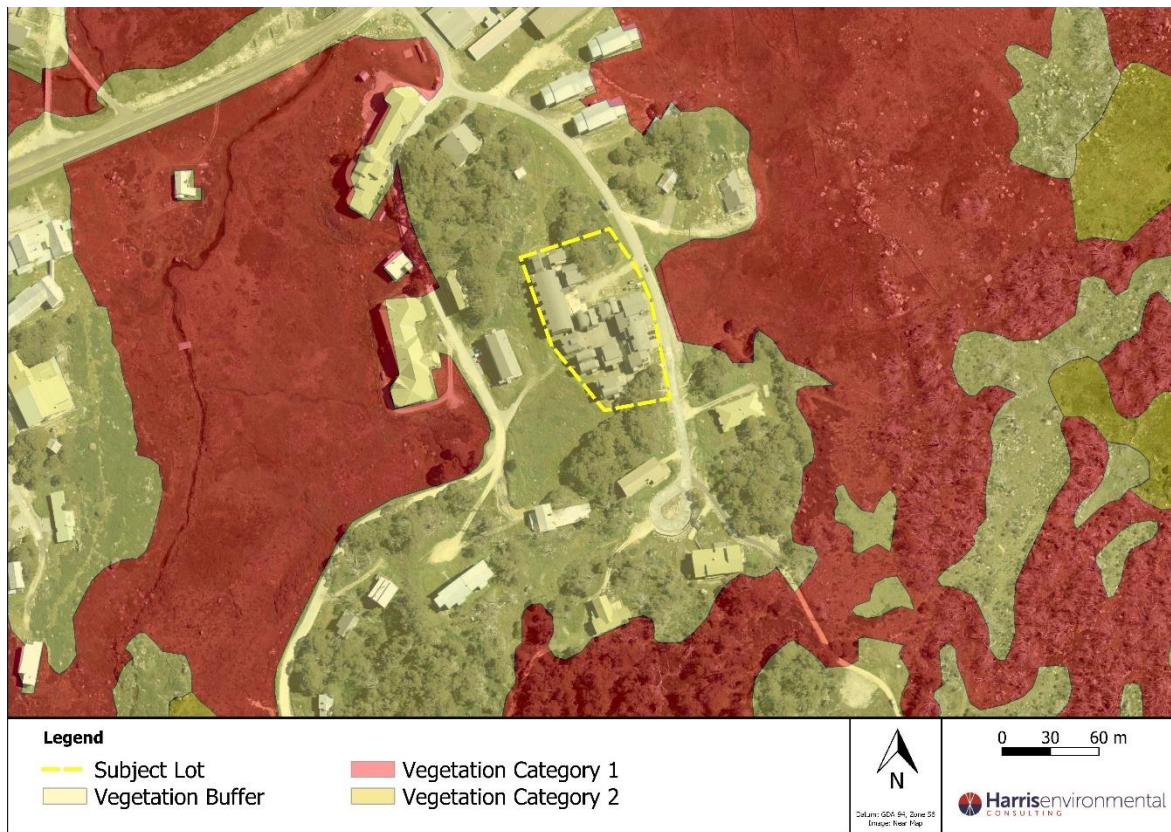 Legend
Subject Lot
Vegetation Buffer
Vegetation Category 1
Vegetation Category 2
N
Datum: GDA 94, Zone 56
Image: Near Map
0 30 60 m
Harrisenvironmental
CONSULTING